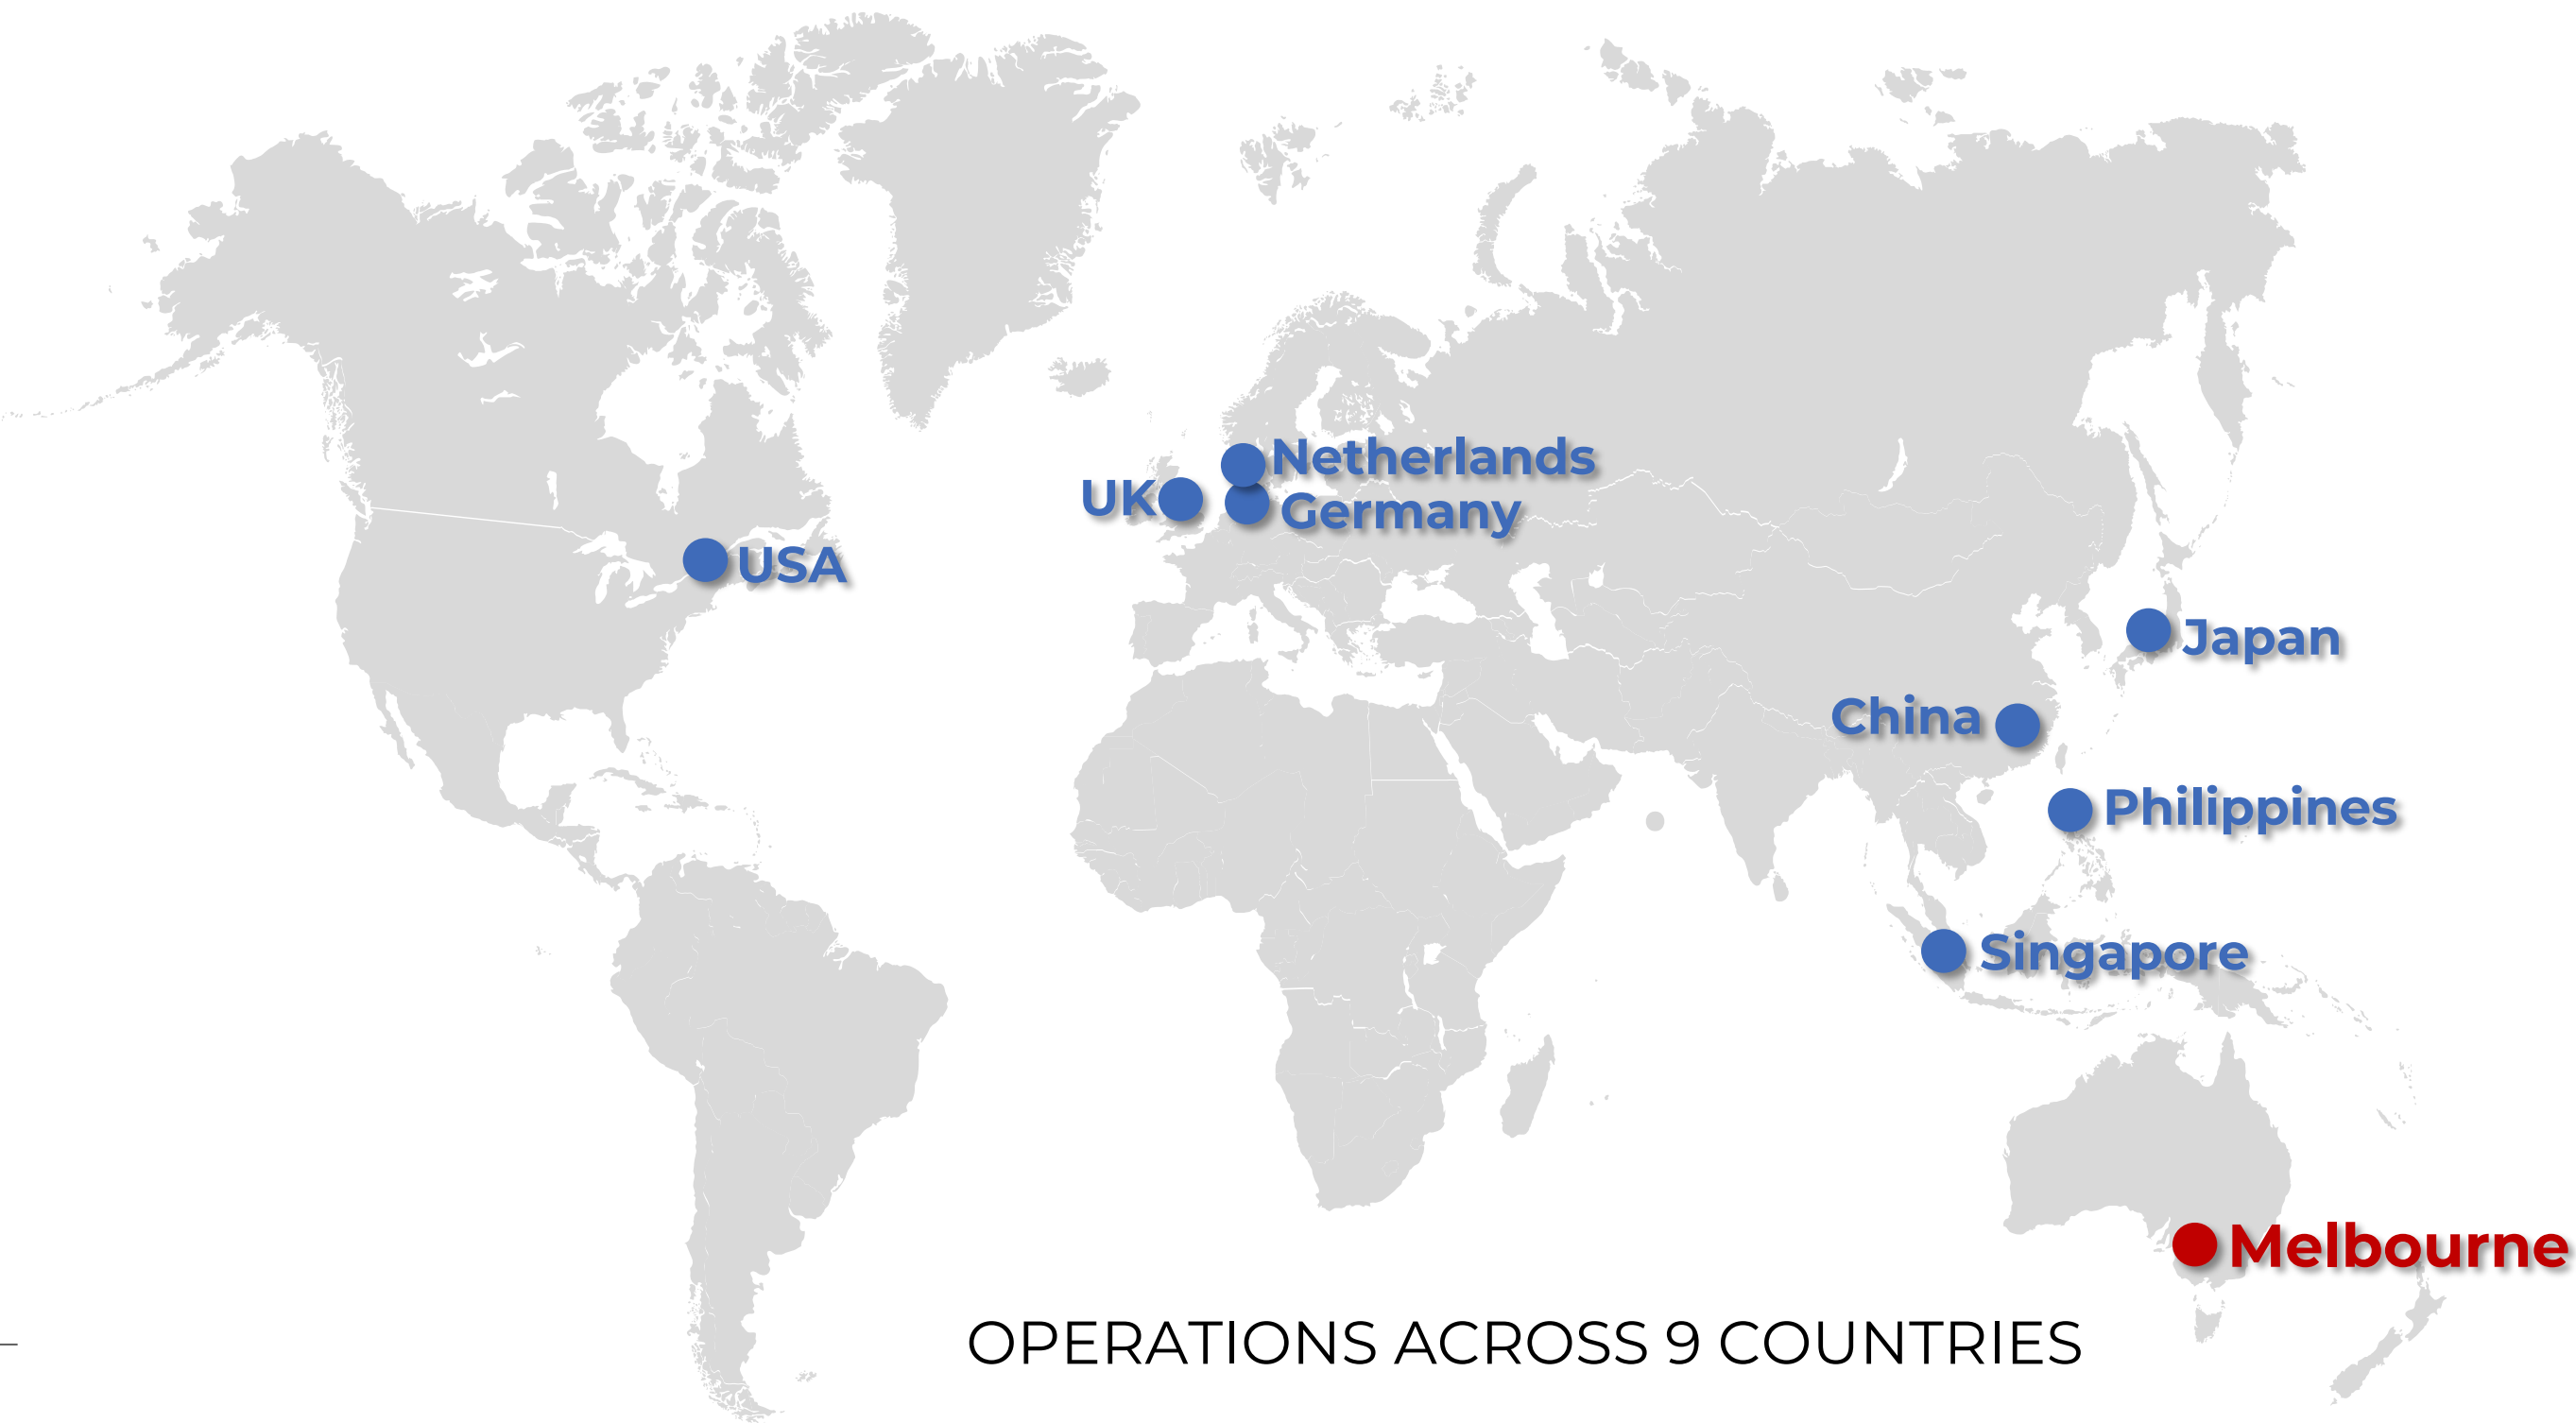 Netherlands
UK
Germany
USA
Japan
China
Philippines
Singapore
Melbourne
OPERATIONS ACROSS 9 COUNTRIES